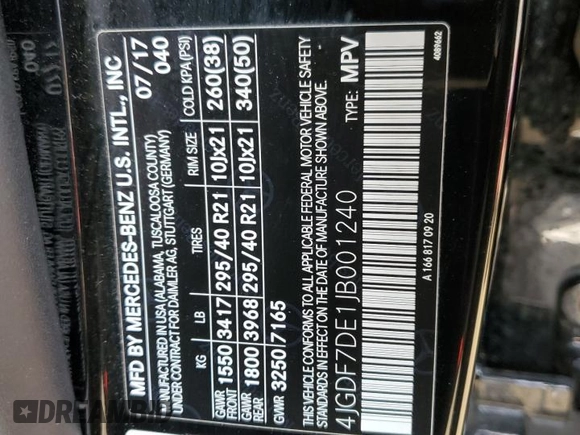 MFD BY MERCEDES-BENZ U.S. INTL., INC
MANUFACTURED IN USA (ALABAMA, TUSCALOOSA COUNTY)
UNDER CONTRACT FOR DAIMLER AG, STUTTGART (GERMANY)
07/17
040
KG LB TIRES RIM SIZE COLD KPA (PSI)
GAWR FRONT 1550 3417 295/40 R21 10Jx21 260(38)
GAWR REAR 1800 3968 295/40 R21 10Jx21 340(50)
GVWR 3250 7165
THIS VEHICLE CONFORMS TO ALL APPLICABLE FEDERAL MOTOR VEHICLE SAFETY
STANDARDS IN EFFECT ON THE DATE OF MANUFACTURE SHOWN ABOVE.
4JGDF7DE1JB001240 TYPE: MPV
A 166 817 09 20
4089662
040
DREAMBID